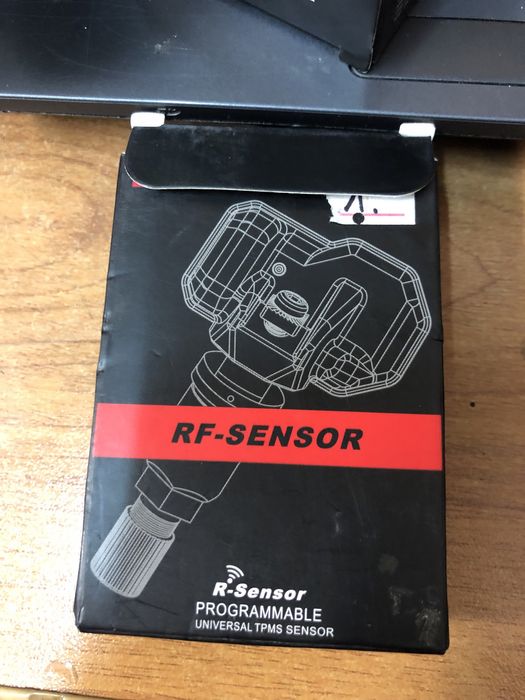 RF-SENSOR
R-Sensor
PROGRAMMABLE
UNIVERSAL TPMS SENSOR